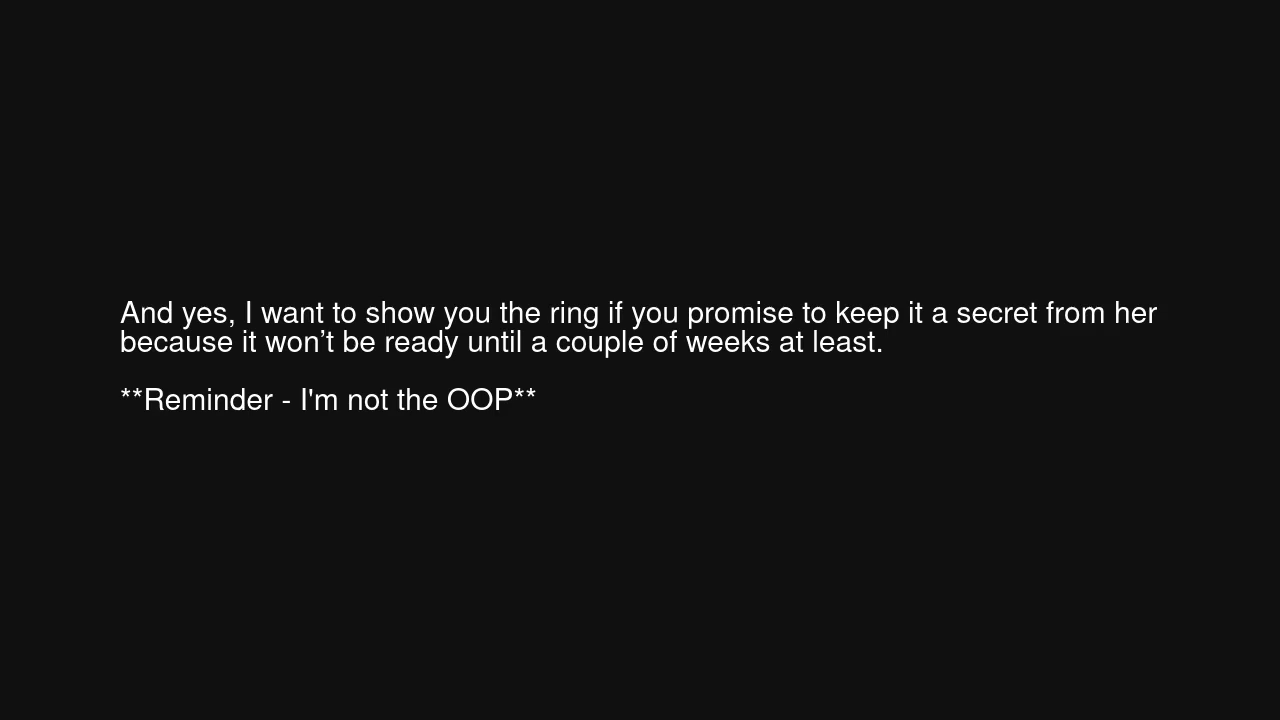 And yes, I want to show you the ring if you promise to keep it a secret from her
because it won’t be ready until a couple of weeks at least.
**Reminder - I'm not the OOP**